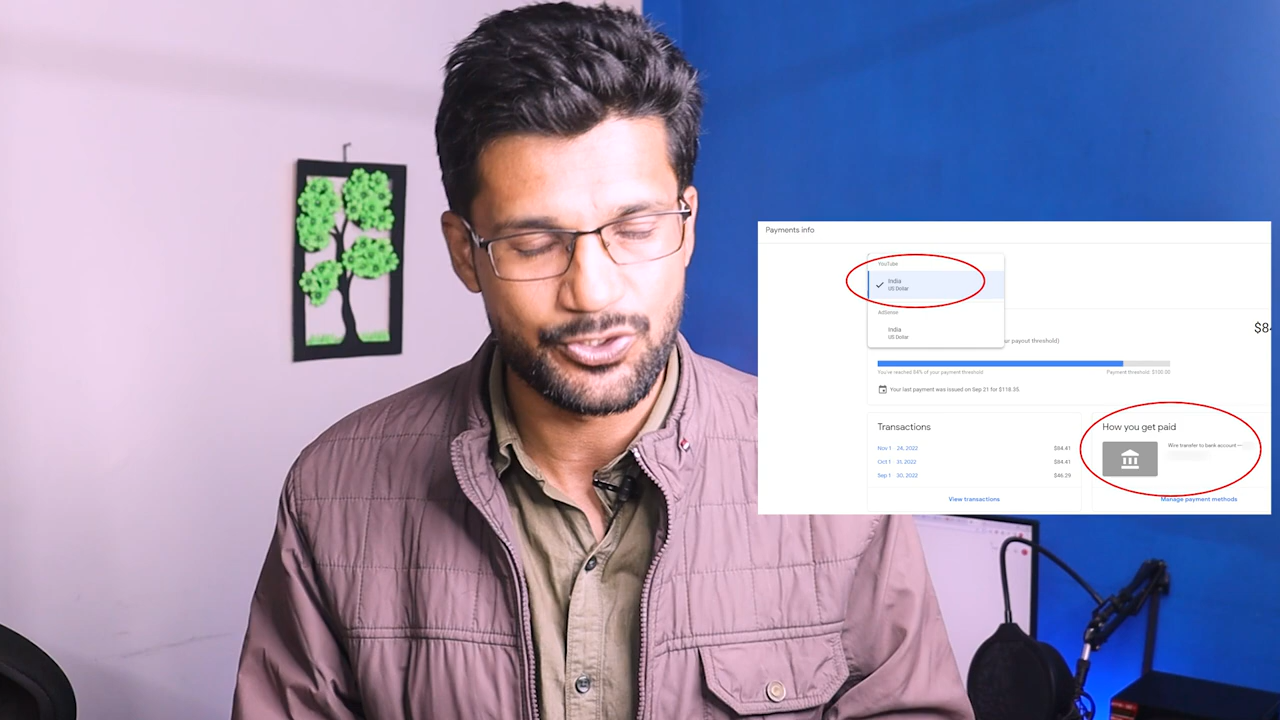 Payments info
YouTube
India
US Dollar
AdSense
India
US Dollar
$84
ur payout threshold)
You've reached 84% of your payment threshold
Payment threshold: $100.00
Your last payment was issued on Sep 21 for $118.35
Transactions
Nov 1 24, 2022 $84.41
Oct 1 31, 2022 $84.41
Sep 1 30, 2022 $46.29
View transactions
How you get paid
Wire transfer to bank account
Manage payment methods